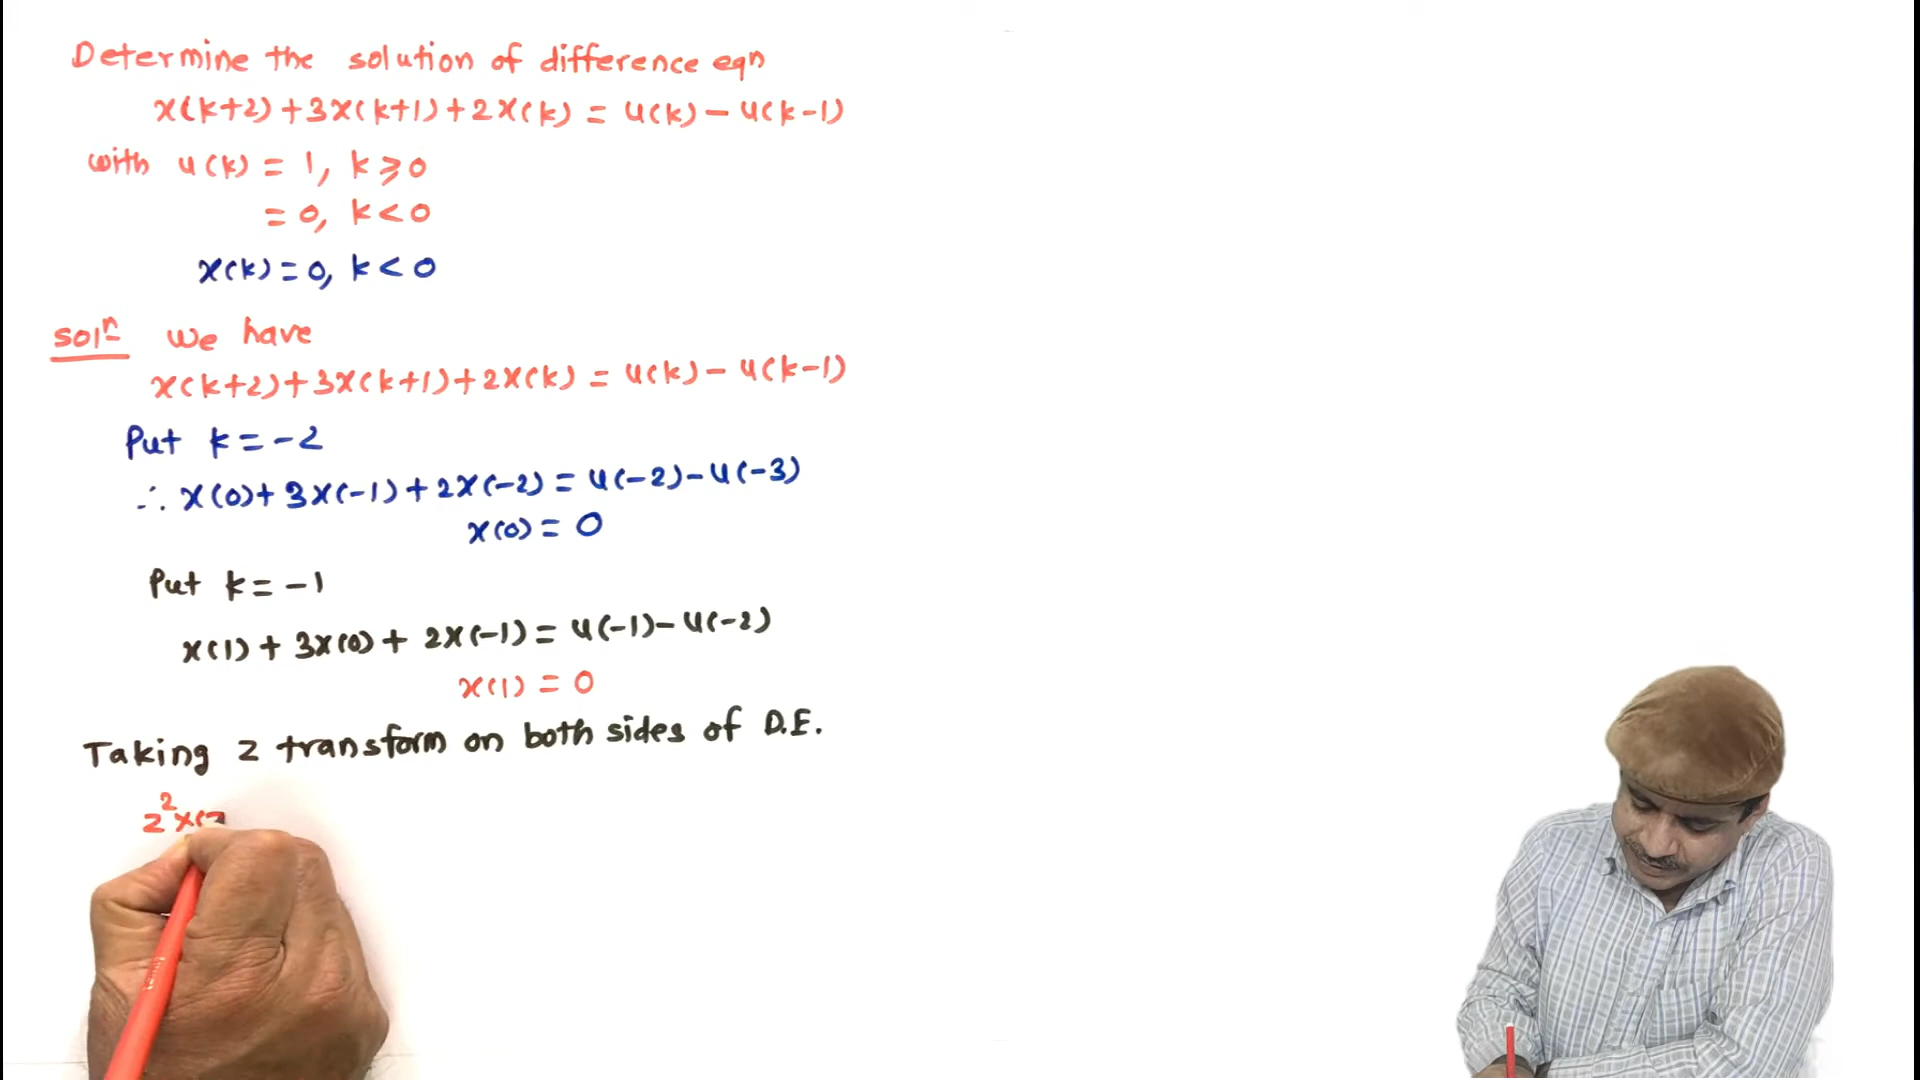 Determine the solution of difference eqn
x(k+2)+3x(k+1)+2x(k) = u(k) - u(k-1)
with u(k) = 1, k ≥ 0
= 0, k < 0
x(k) = 0, k < 0
Solⁿ We have
x(k+2)+3x(k+1)+2x(k) = u(k) - u(k-1)
Put k = -2
∴ x(0)+3x(-1)+2x(-2) = u(-2) - u(-3)
x(0) = 0
Put k = -1
x(1)+3x(0)+2x(-1) = u(-1) - u(-2)
x(1) = 0
Taking z transform on both sides of D.E.
z²x(z